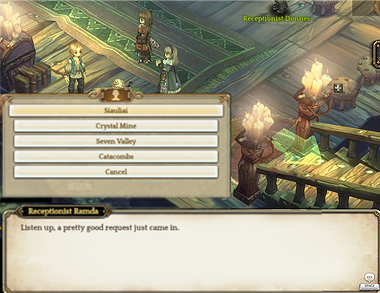 Receptionist Donnes
Siauliai
Crystal Mine
Seven Valley
Catacombs
Cancel
Receptionist Ramda
Listen up, a pretty good request just came in.